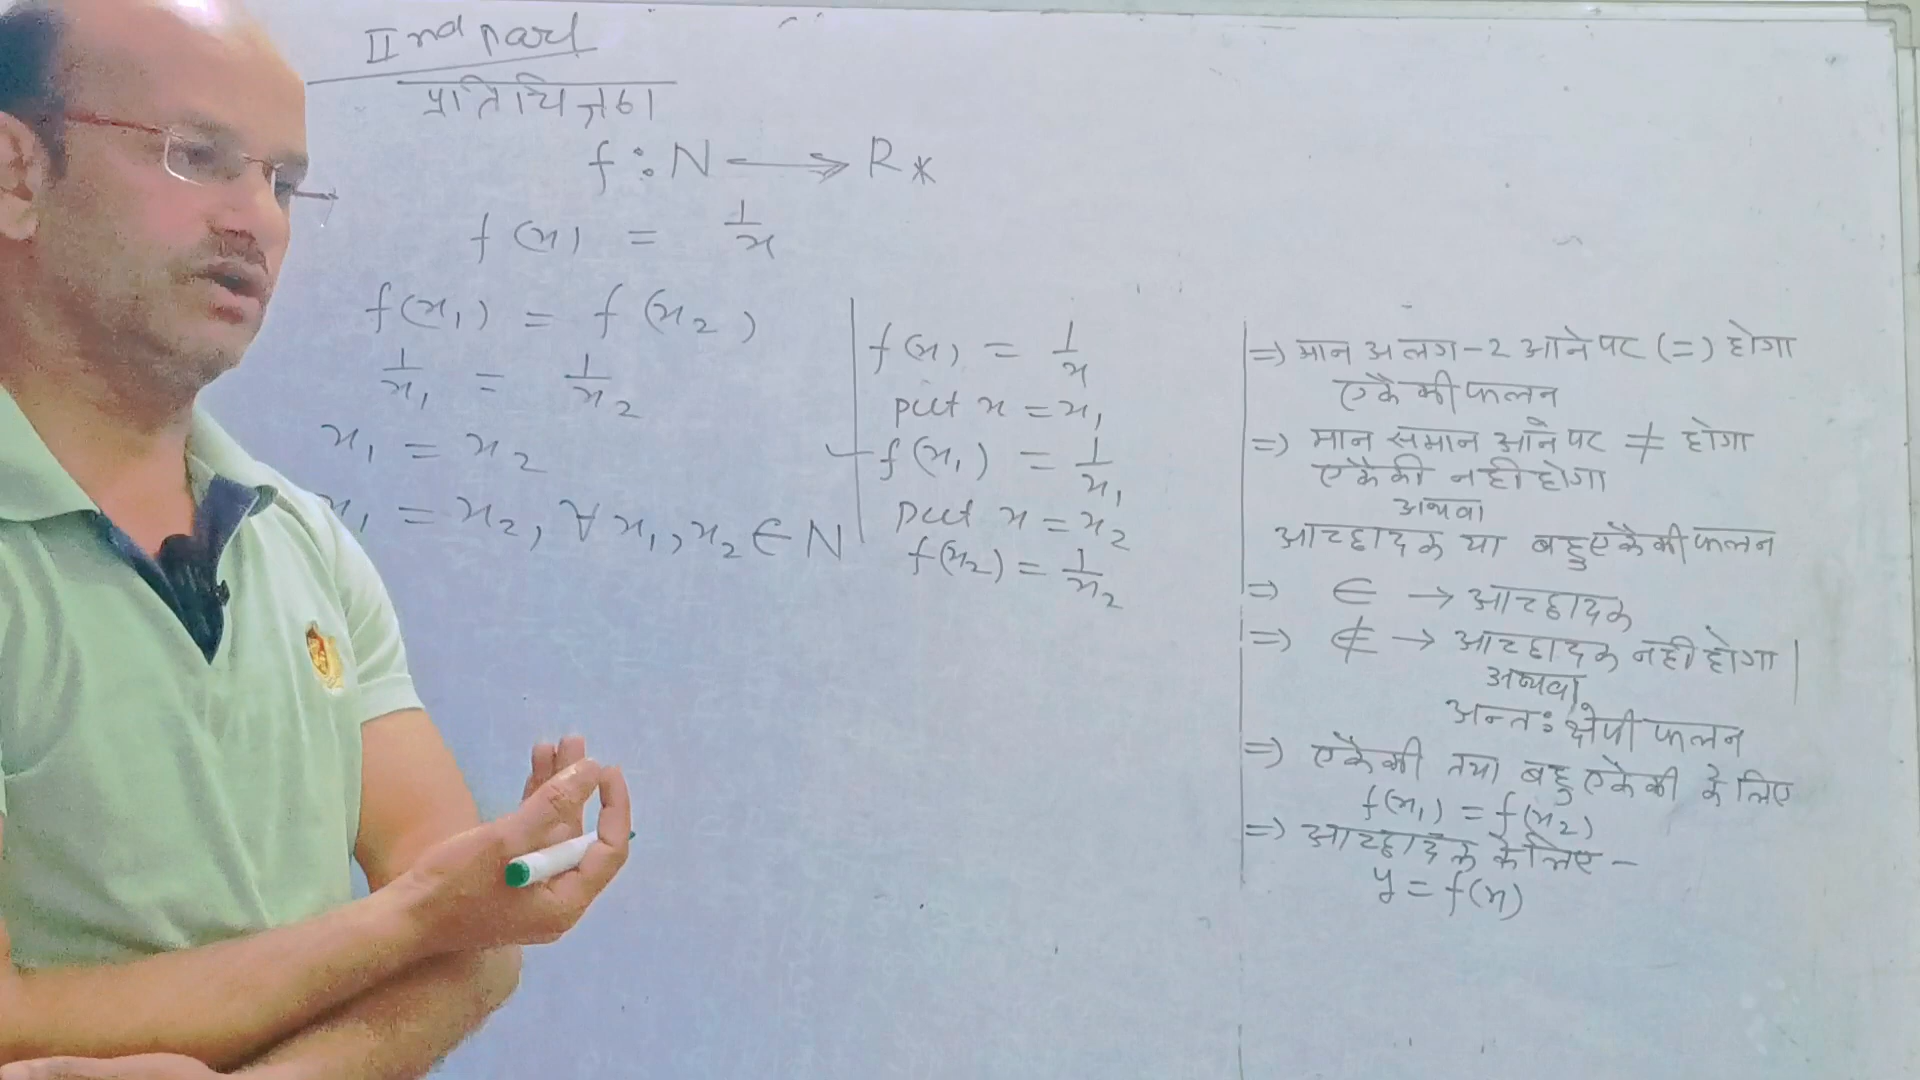 IInd part
f : N → R*
f(x) = 1/x
f(x₁) = f(x₂)
1/x₁ = 1/x₂
x₁ = x₂
x₁ = x₂, ∀ x₁, x₂ ∈ N
f(x) = 1/x
put x = x₁
f(x₁) = 1/x₁
put x = x₂
f(x₂) = 1/x₂
⇒ मान अलग-2 आने पर (=) होगा
एकैकी फलन
⇒ मान समान आने पर ≠ होगा
एकैकी नही होगा
अथवा
आच्छादक या बहुएकैकी फलन
⇒ ∈ → आच्छादक
⇒ ∉ → आच्छादक नही होगा |
अथवा
अन्तः क्षेपी फलन
⇒ एकैकी तथा बहुएकैकी के लिए
f(x₁) = f(x₂)
⇒ आच्छादक के लिए –
y = f(x)